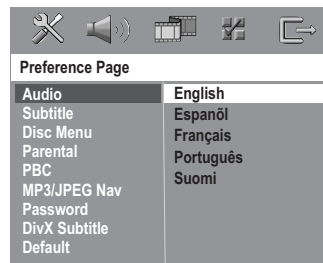 Preference Page
Audio
Subtitle
Disc Menu
Parental
PBC
MP3/JPEG Nav
Password
DivX Subtitle
Default
English
Espanõl
Français
Português
Suomi